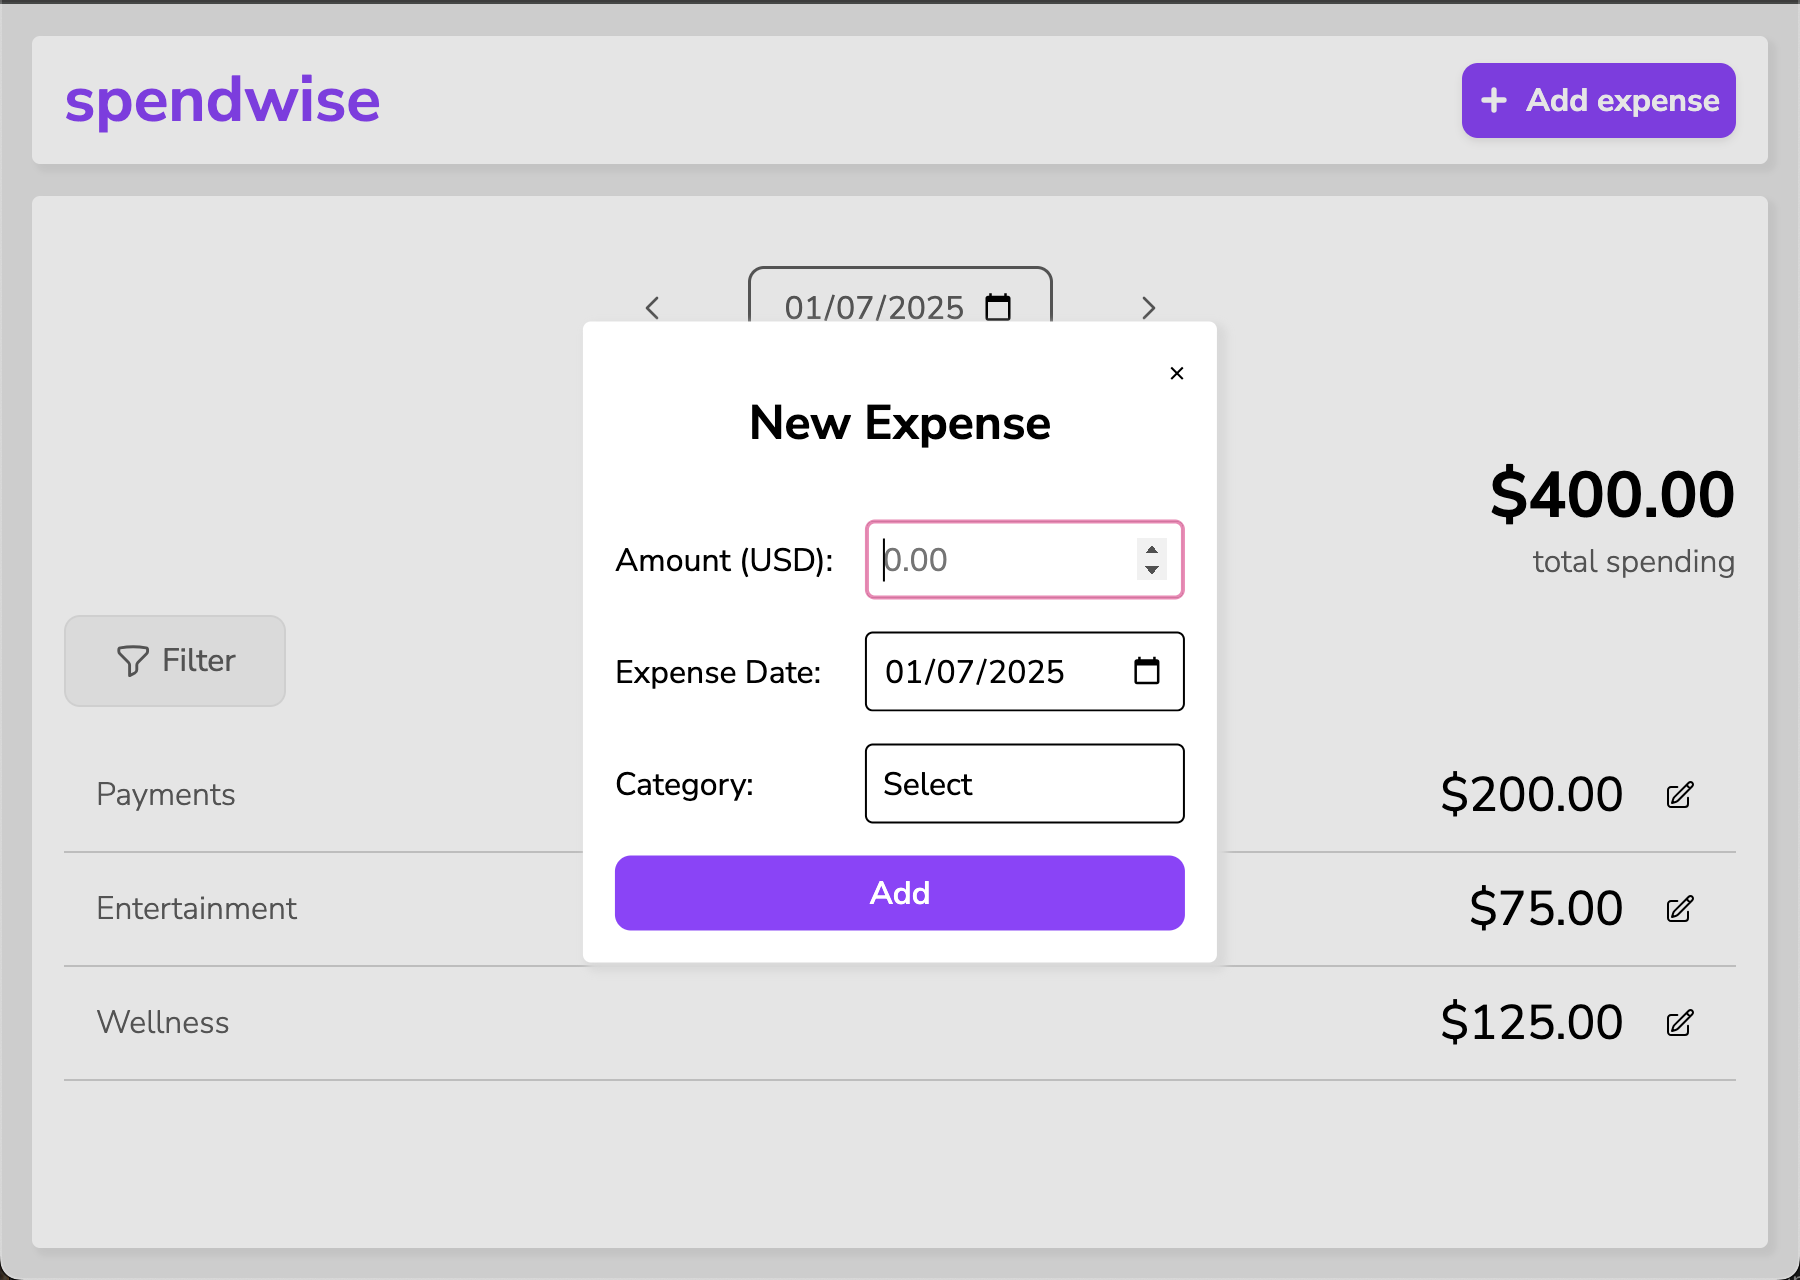 spendwise
+ Add expense
01/07/2025
×
New Expense
$400.00
total spending
Amount (USD): 0.00
Expense Date: 01/07/2025
Filter
Category: Select
Payments $200.00
Add
Entertainment $75.00
Wellness $125.00